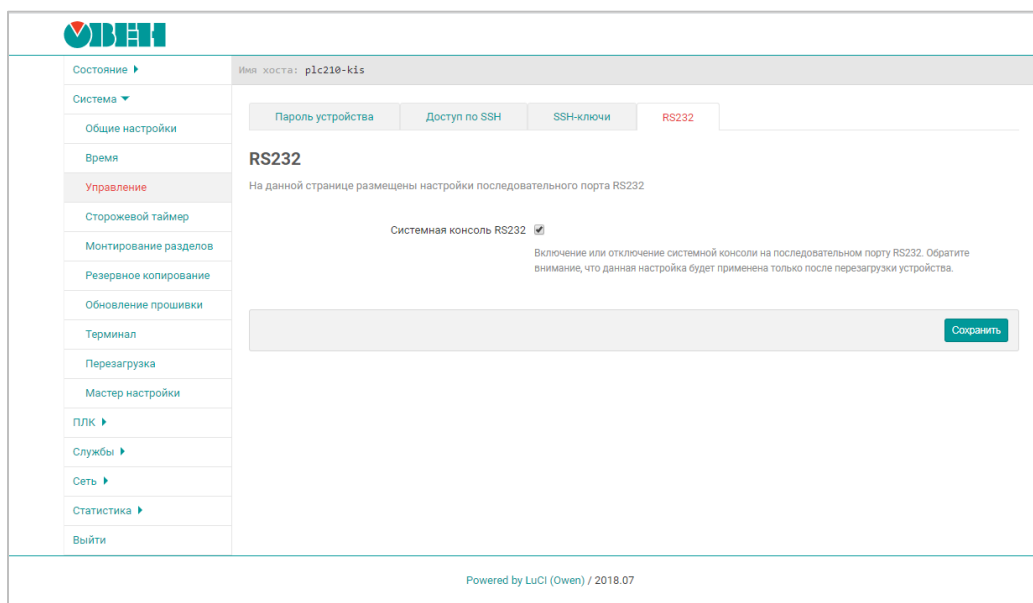 ОВЕН
Состояние
Имя хоста: plc210-kis
Система
Общие настройки
Время
Управление
Сторожевой таймер
Монтирование разделов
Резервное копирование
Обновление прошивки
Терминал
Перезагрузка
Мастер настройки
ПЛК
Службы
Сеть
Статистика
Выйти
Пароль устройства
Доступ по SSH
SSH-ключи
RS232
RS232
На данной странице размещены настройки последовательного порта RS232
Системная консоль RS232
Включение или отключение системной консоли на последовательном порту RS232. Обратите
внимание, что данная настройка будет применена только после перезагрузки устройства.
Сохранить
Powered by LuCI (Owen) / 2018.07